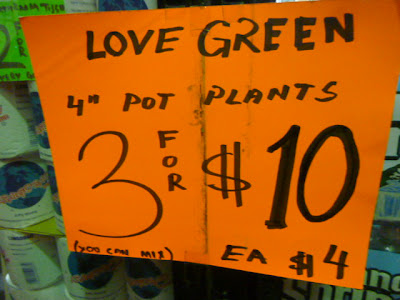 LOVE GREEN
4" POT PLANTS
3 FOR $10
(YOU CAN MIX)
EA $4